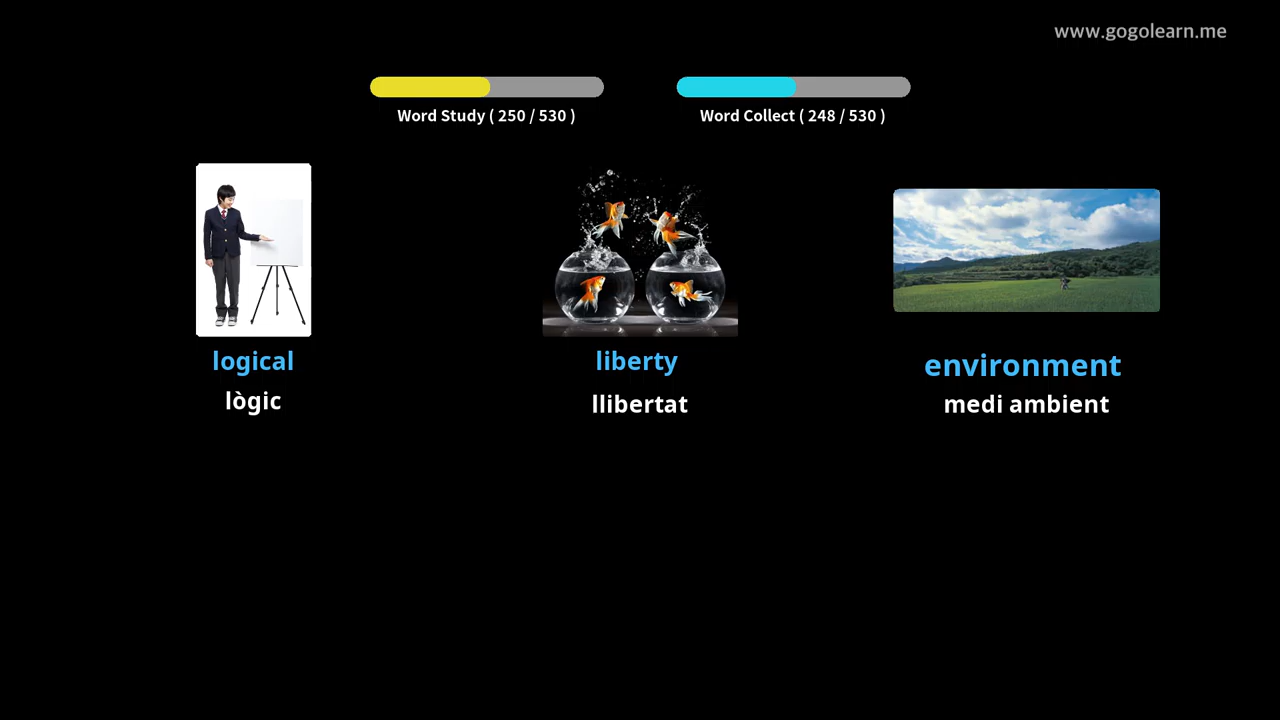 www.gogolearn.me
Word Study ( 250 / 530 )
Word Collect ( 248 / 530 )
logical
liberty
environment
lògic
llibertat
medi ambient